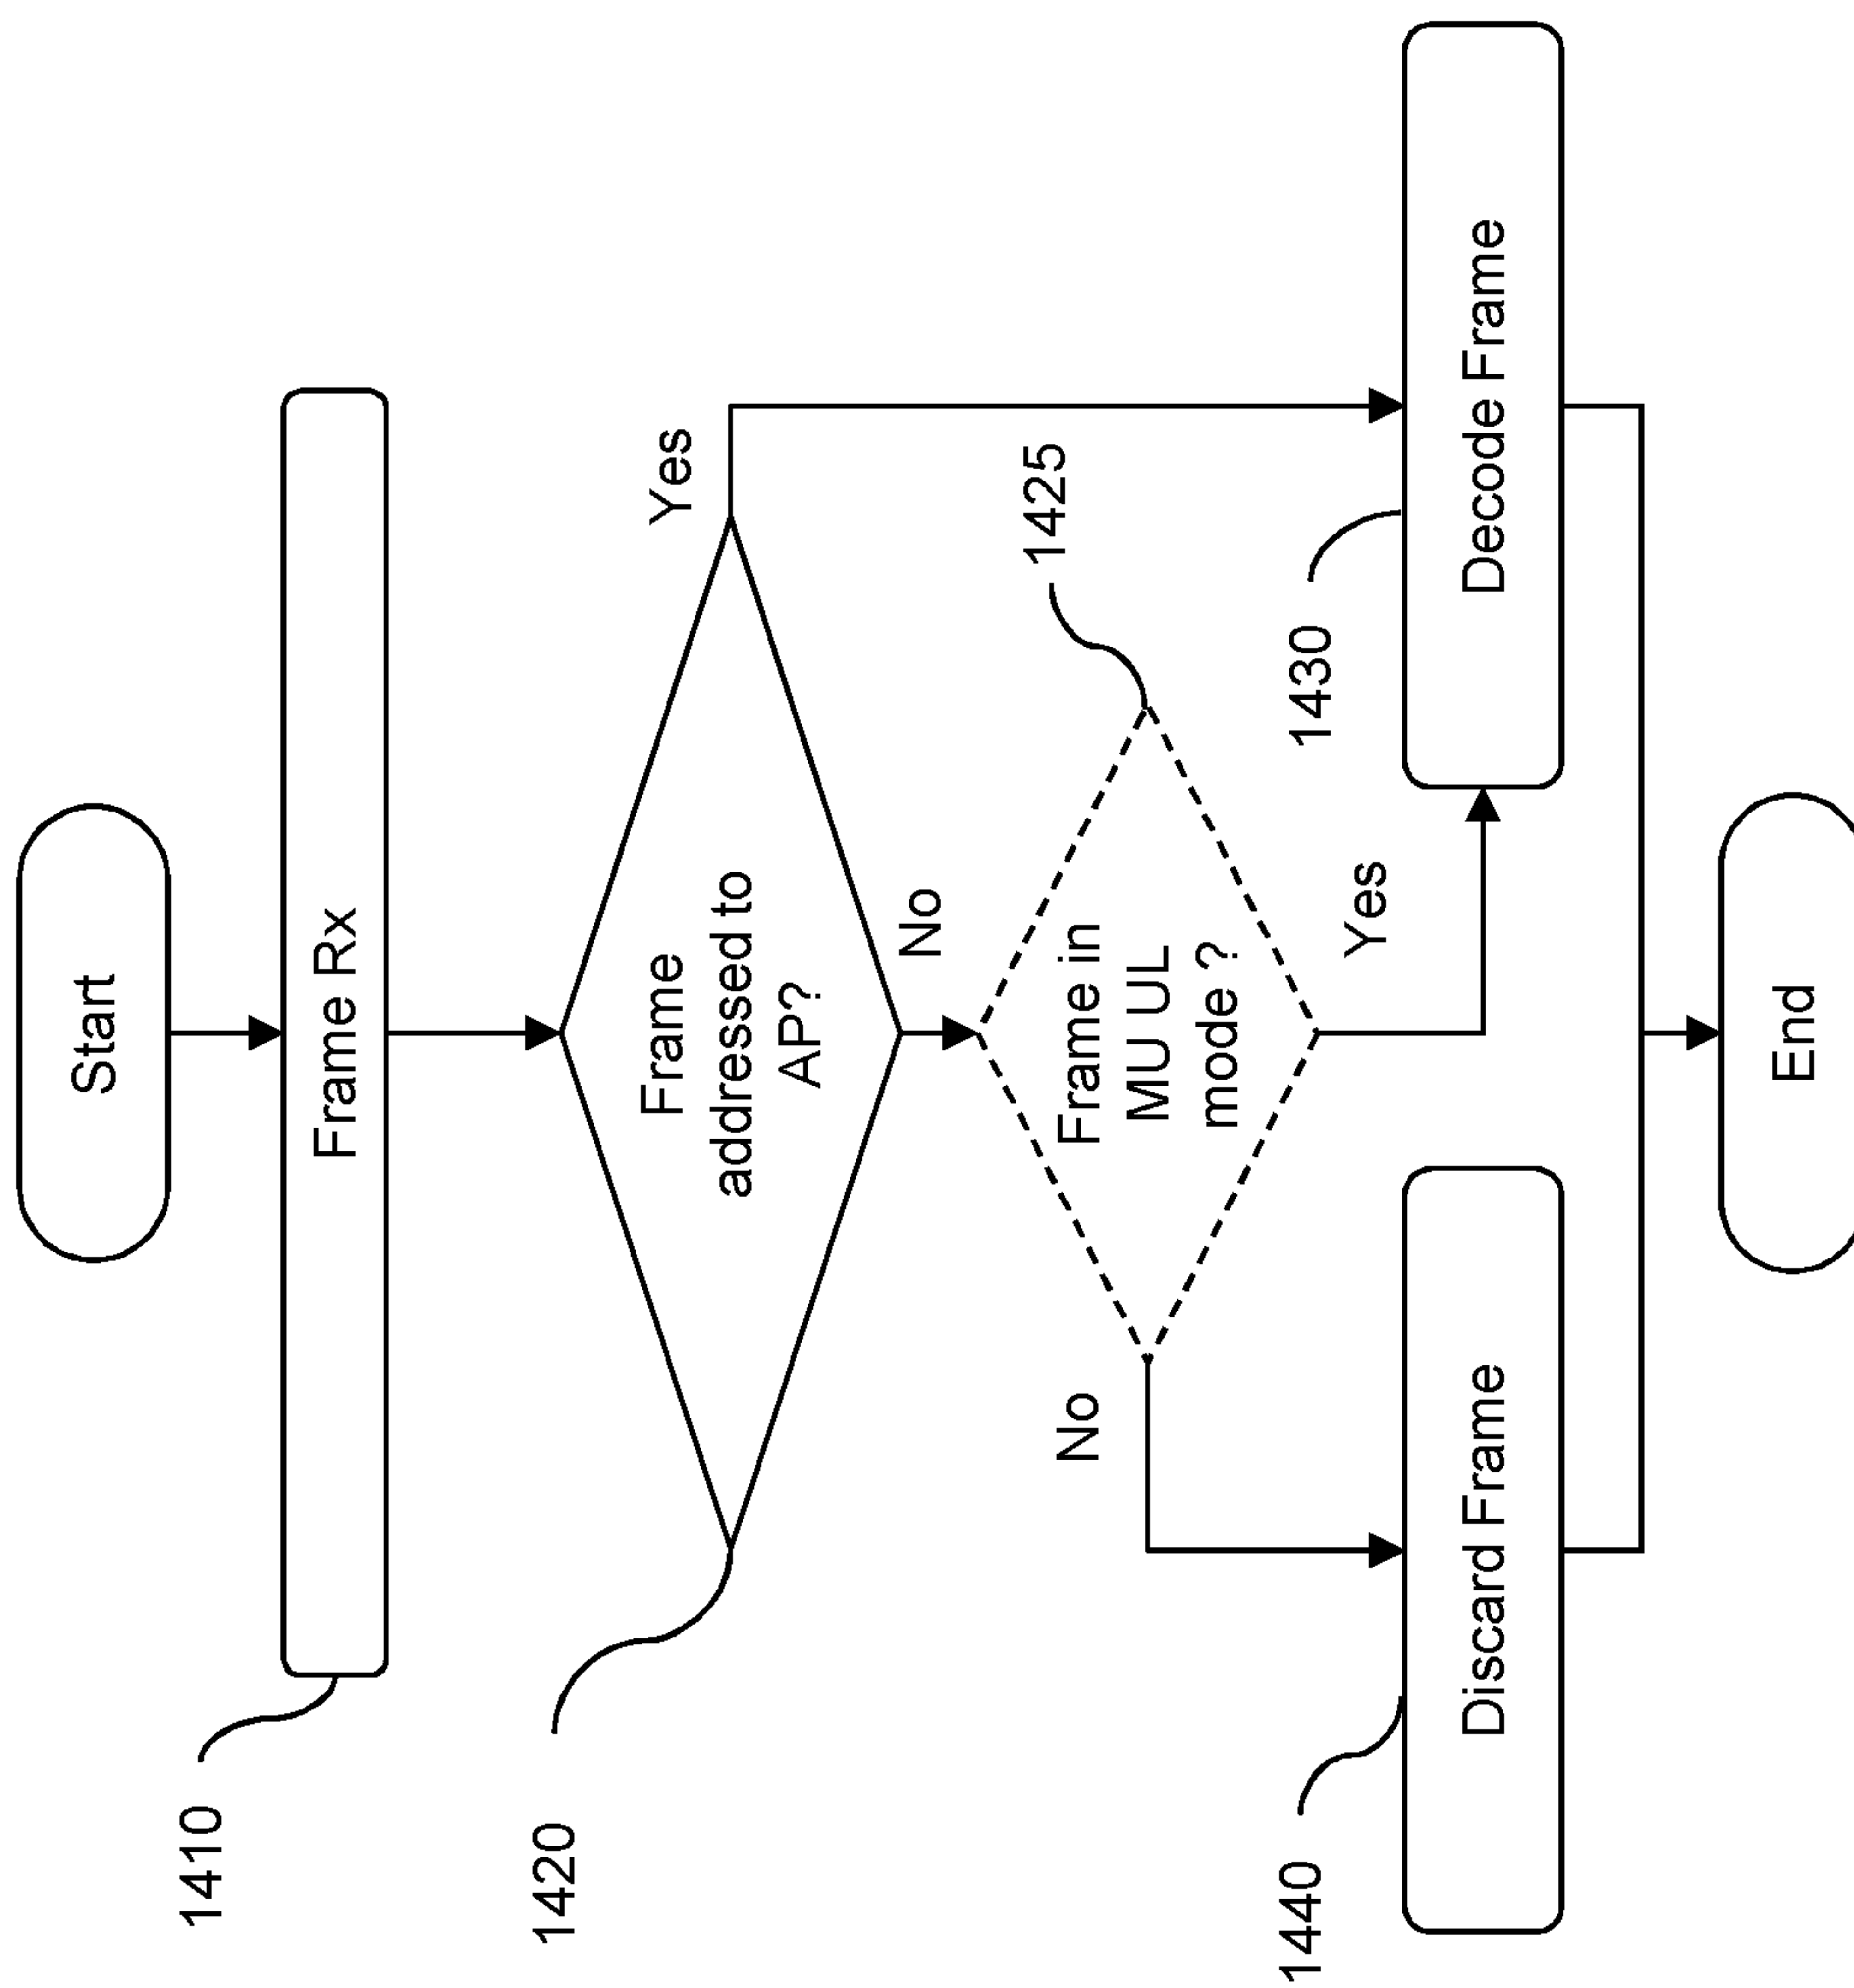 Start
1410
Frame Rx
1420
Frame
addressed to
AP?
Yes
No
1425
Frame in
MU UL
mode ?
No
Yes
1430
1440
Discard Frame
Decode Frame
End